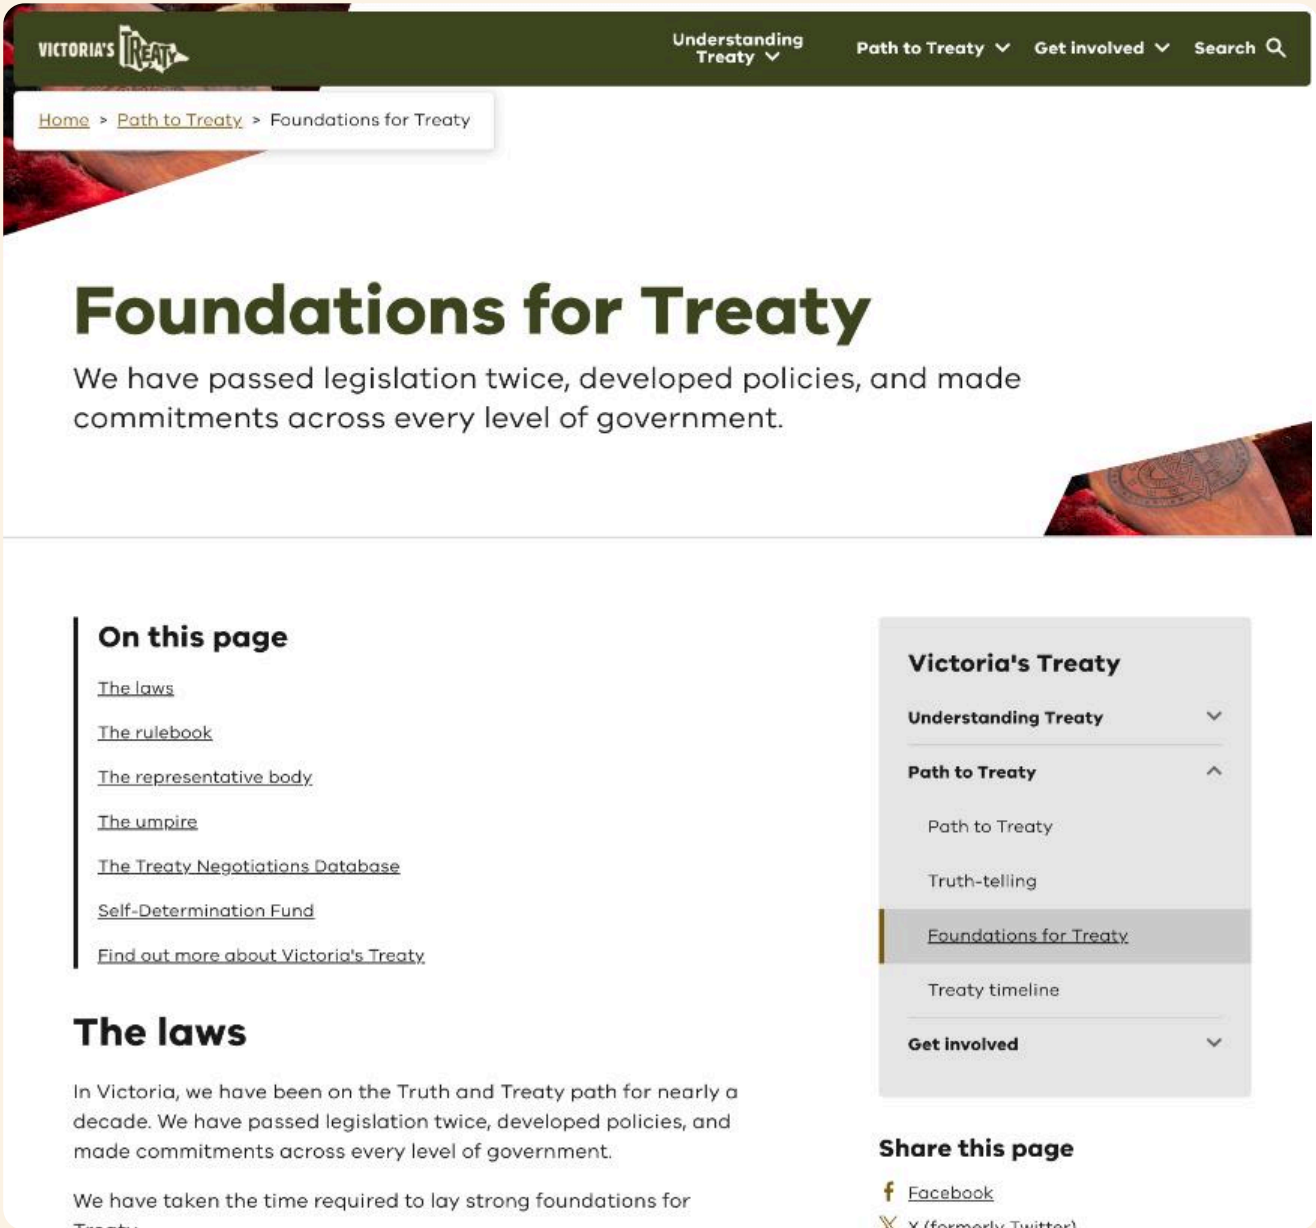 VICTORIA'S TREATY
Understanding
Treaty
Path to Treaty
Get involved
Search
Home > Path to Treaty > Foundations for Treaty
Foundations for Treaty
We have passed legislation twice, developed policies, and made
commitments across every level of government.
On this page
The laws
The rulebook
The representative body
The umpire
The Treaty Negotiations Database
Self-Determination Fund
Find out more about Victoria's Treaty
The laws
In Victoria, we have been on the Truth and Treaty path for nearly a
decade. We have passed legislation twice, developed policies, and
made commitments across every level of government.
We have taken the time required to lay strong foundations for
Treaty
Victoria's Treaty
Understanding Treaty
Path to Treaty
Path to Treaty
Truth-telling
Foundations for Treaty
Treaty timeline
Get involved
Share this page
Facebook
X (formerly Twitter)